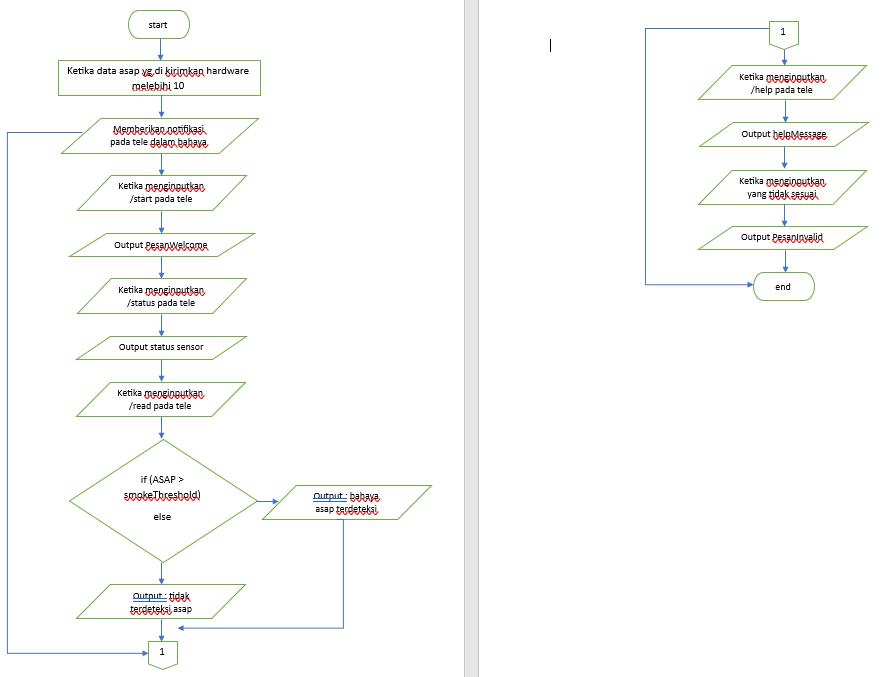 start
Ketika data asap yg di kirimkan hardware
melebihi 10
Memberikan notifikasi
pada tele dalam bahaya
Ketika menginputkan
/start pada tele
Output PesanWelcome
Ketika menginputkan
/status pada tele
Output status sensor
Ketika menginputkan
/read pada tele
if (ASAP >
smokeThreshold)
else
Output : bahaya
asap terdeteksi
Output : tidak
terdeteksi asap
1
1
Ketika menginputkan
/help pada tele
Output helpMessage
Ketika menginputkan
yang tidak sesuai
Output PesanInvalid
end